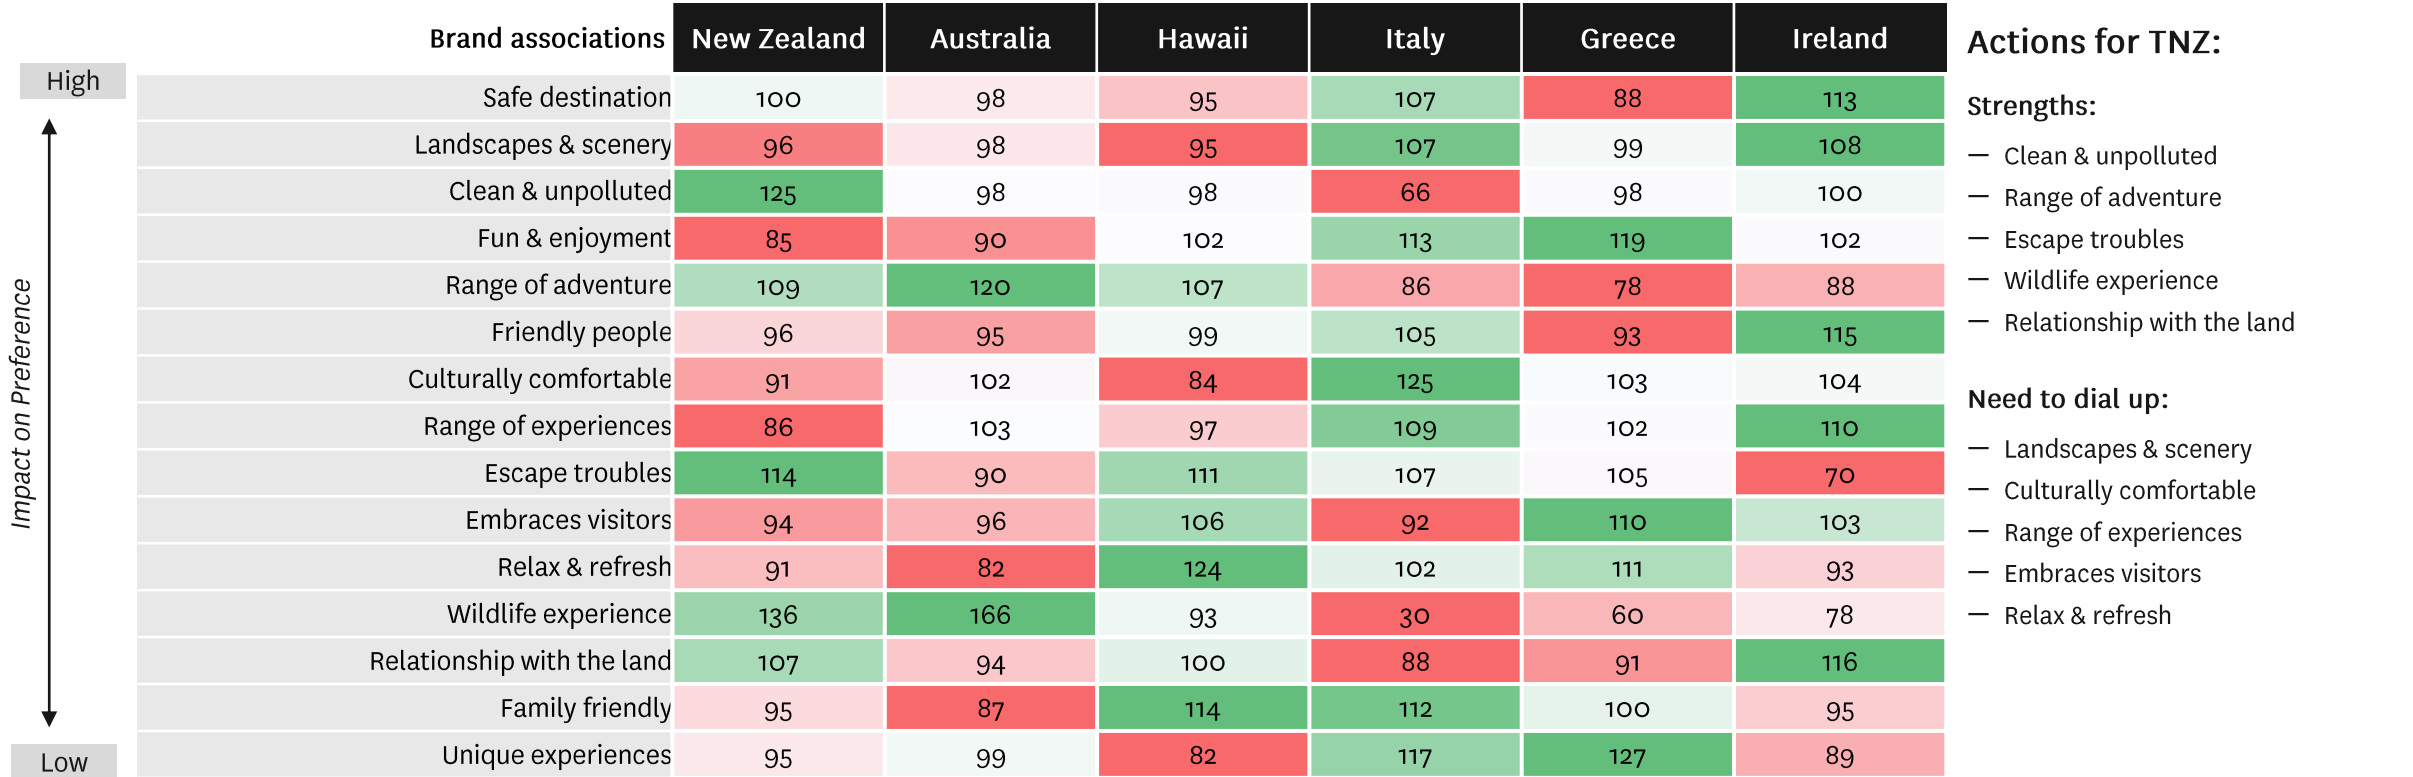 Brand associations New Zealand Australia Hawaii Italy Greece Ireland
High
Safe destination 100 98 95 107 88 113
Landscapes & scenery 96 98 95 107 99 108
Clean & unpolluted 125 98 98 66 98 100
Fun & enjoyment 85 90 102 113 119 102
Range of adventure 109 120 107 86 78 88
Friendly people 96 95 99 105 93 115
Culturally comfortable 91 102 84 125 103 104
Range of experiences 86 103 97 109 102 110
Escape troubles 114 90 111 107 105 70
Embraces visitors 94 96 106 92 110 103
Relax & refresh 91 82 124 102 111 93
Wildlife experience 136 166 93 30 60 78
Relationship with the land 107 94 100 88 91 116
Family friendly 95 87 114 112 100 95
Unique experiences 95 99 82 117 127 89
Impact on Preference
Low
Actions for TNZ:
Strengths:
— Clean & unpolluted
— Range of adventure
— Escape troubles
— Wildlife experience
— Relationship with the land
Need to dial up:
— Landscapes & scenery
— Culturally comfortable
— Range of experiences
— Embraces visitors
— Relax & refresh